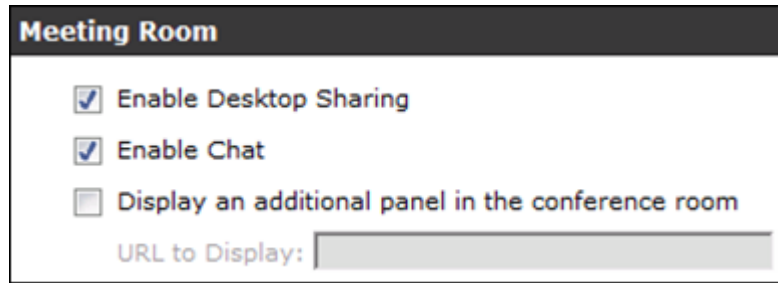 Meeting Room
Enable Desktop Sharing
Enable Chat
Display an additional panel in the conference room
URL to Display: